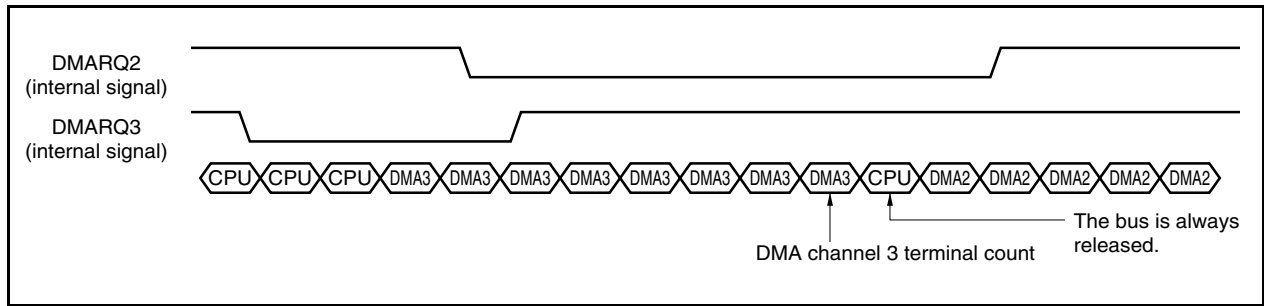 DMARQ2
(internal signal)
DMARQ3
(internal signal)
CPU CPU CPU DMA3 DMA3 DMA3 DMA3 DMA3 DMA3 DMA3 DMA3 CPU DMA2 DMA2 DMA2 DMA2 DMA2
The bus is always
released.
DMA channel 3 terminal count